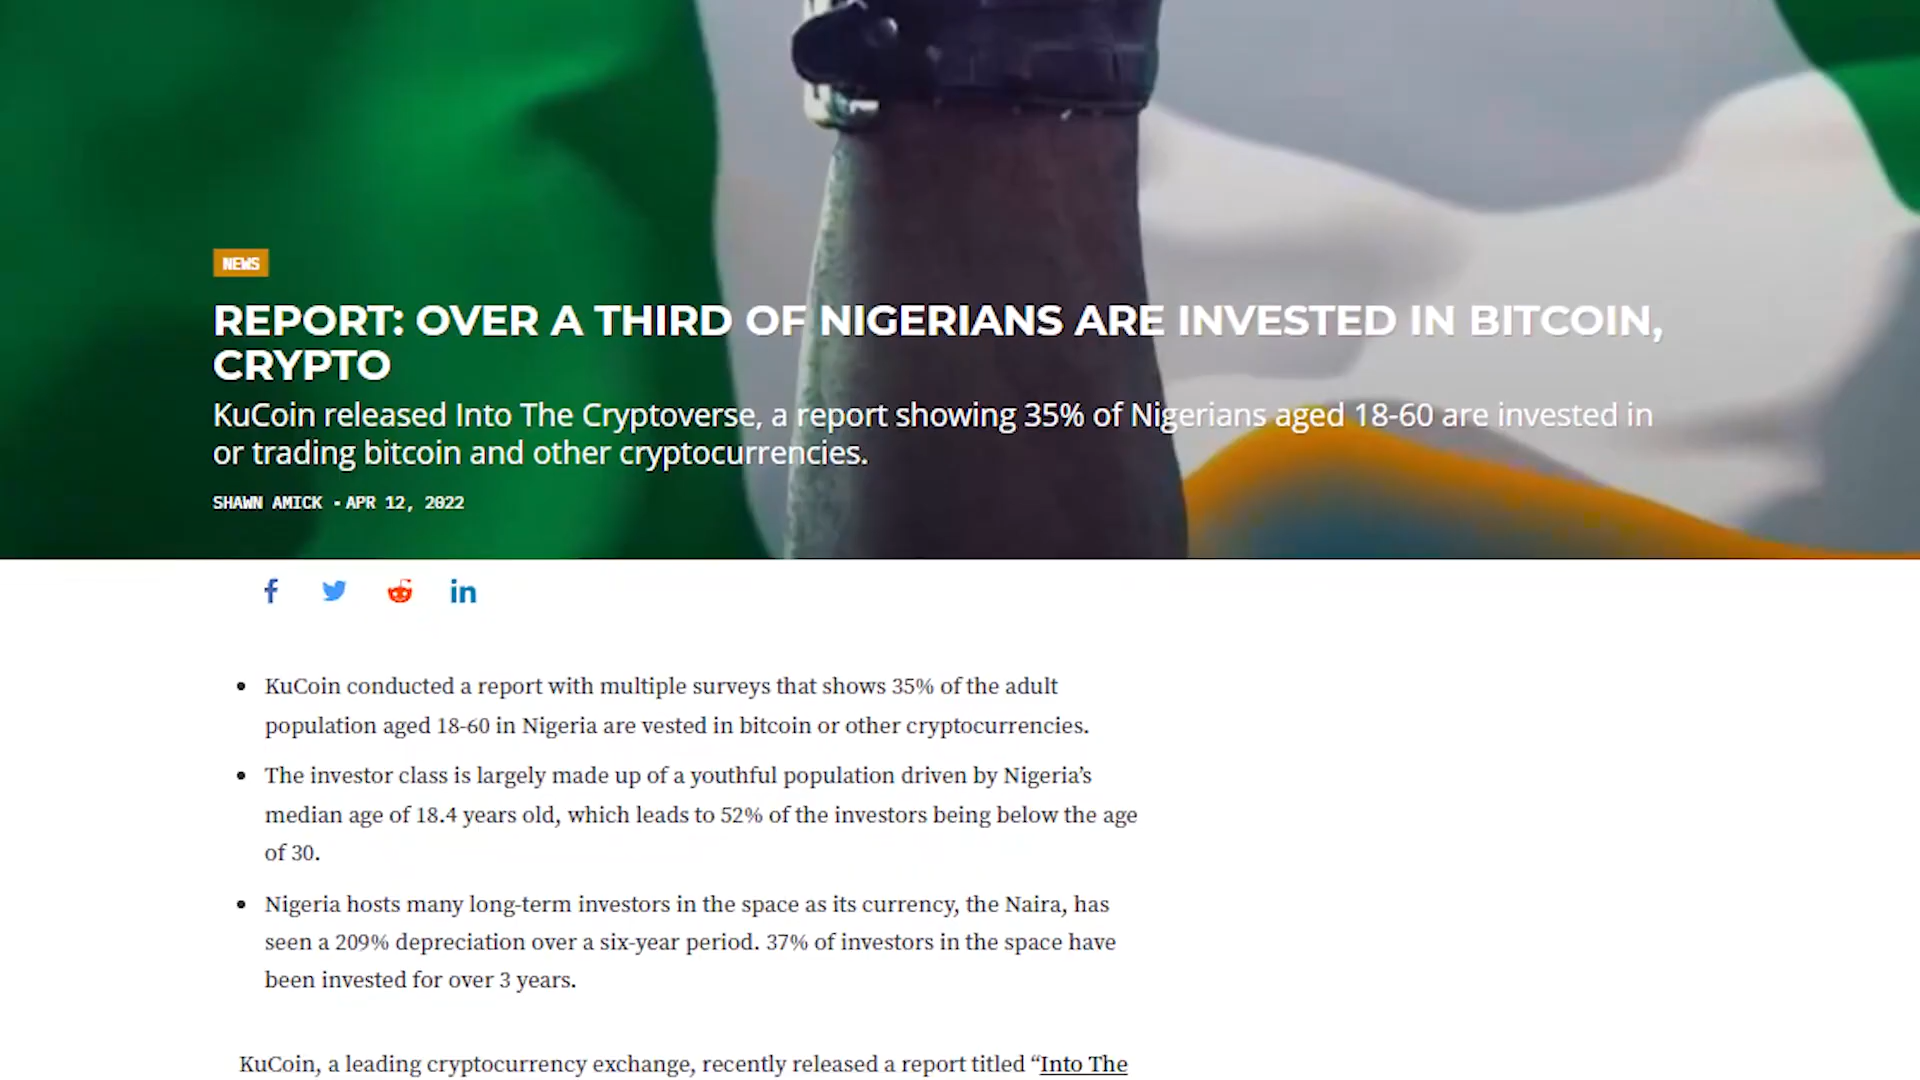 NEWS
REPORT: OVER A THIRD OF NIGERIANS ARE INVESTED IN BITCOIN,
CRYPTO
KuCoin released Into The Cryptoverse, a report showing 35% of Nigerians aged 18-60 are invested in
or trading bitcoin and other cryptocurrencies.
SHAWN AMICK - APR 12, 2022
• KuCoin conducted a report with multiple surveys that shows 35% of the adult
population aged 18-60 in Nigeria are vested in bitcoin or other cryptocurrencies.
• The investor class is largely made up of a youthful population driven by Nigeria’s
median age of 18.4 years old, which leads to 52% of the investors being below the age
of 30.
• Nigeria hosts many long-term investors in the space as its currency, the Naira, has
seen a 209% depreciation over a six-year period. 37% of investors in the space have
been invested for over 3 years.
KuCoin, a leading cryptocurrency exchange, recently released a report titled “Into The